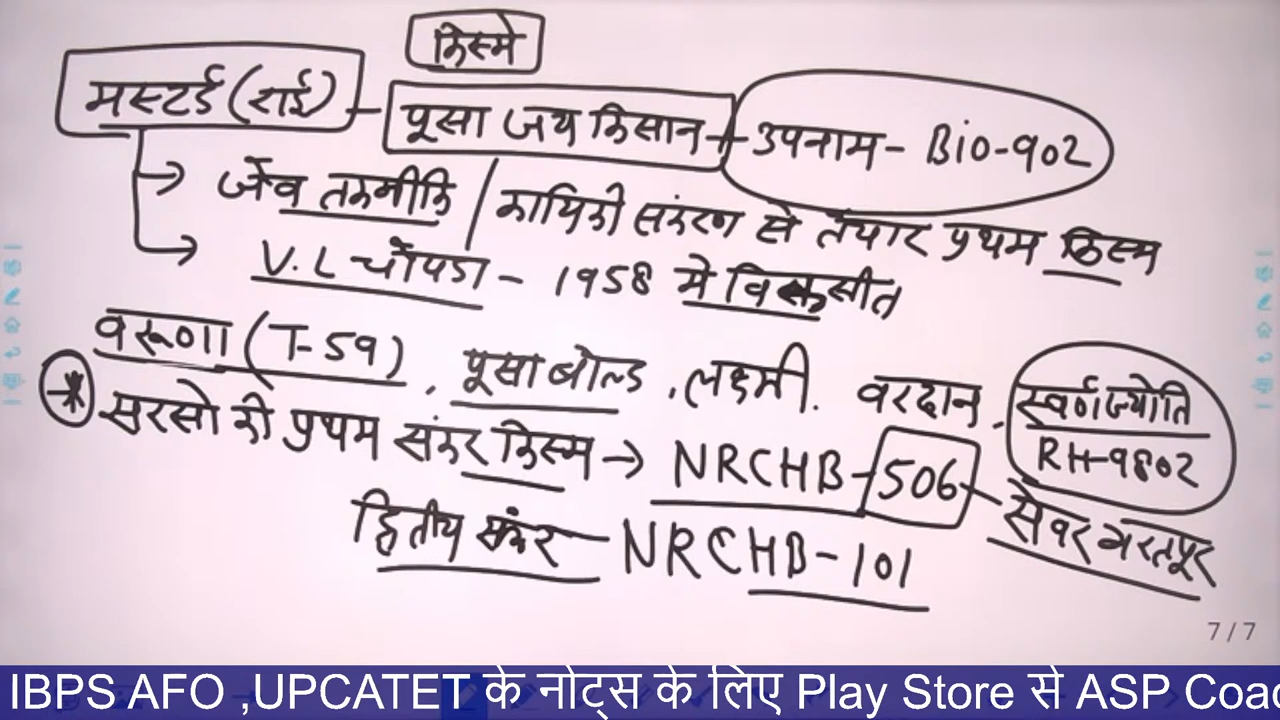 किस्मे
मस्टर्ड (राई) - पूसा जय किसान - उपनाम - Bio-902
→ जैव तकनीकि / कायिकी संकरण से तैयार प्रथम किस्म
→ V.L चोपडा - 1958 मे विकसीत
वरूणा (T-59), पूसा बोल्ड, लक्ष्मी. वरदान, स्वर्णज्योति
RH-9802
* सरसो की प्रथम संकर किस्म → NRCHB-506 - सेवर भरतपुर
द्वितीय संकर - NRCHB-101
7/7
IBPS AFO ,UPCATET के नोट्स के लिए Play Store से ASP Coac